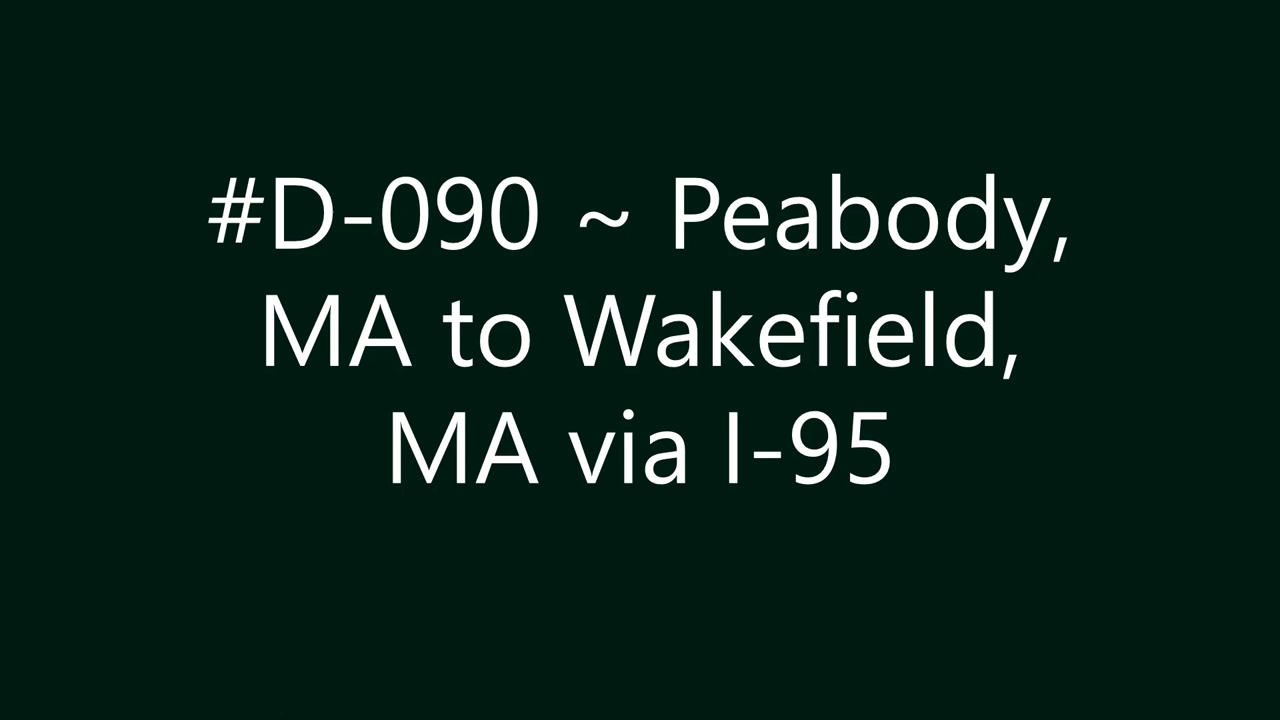 #D-090 ~ Peabody,
MA to Wakefield,
MA via I-95